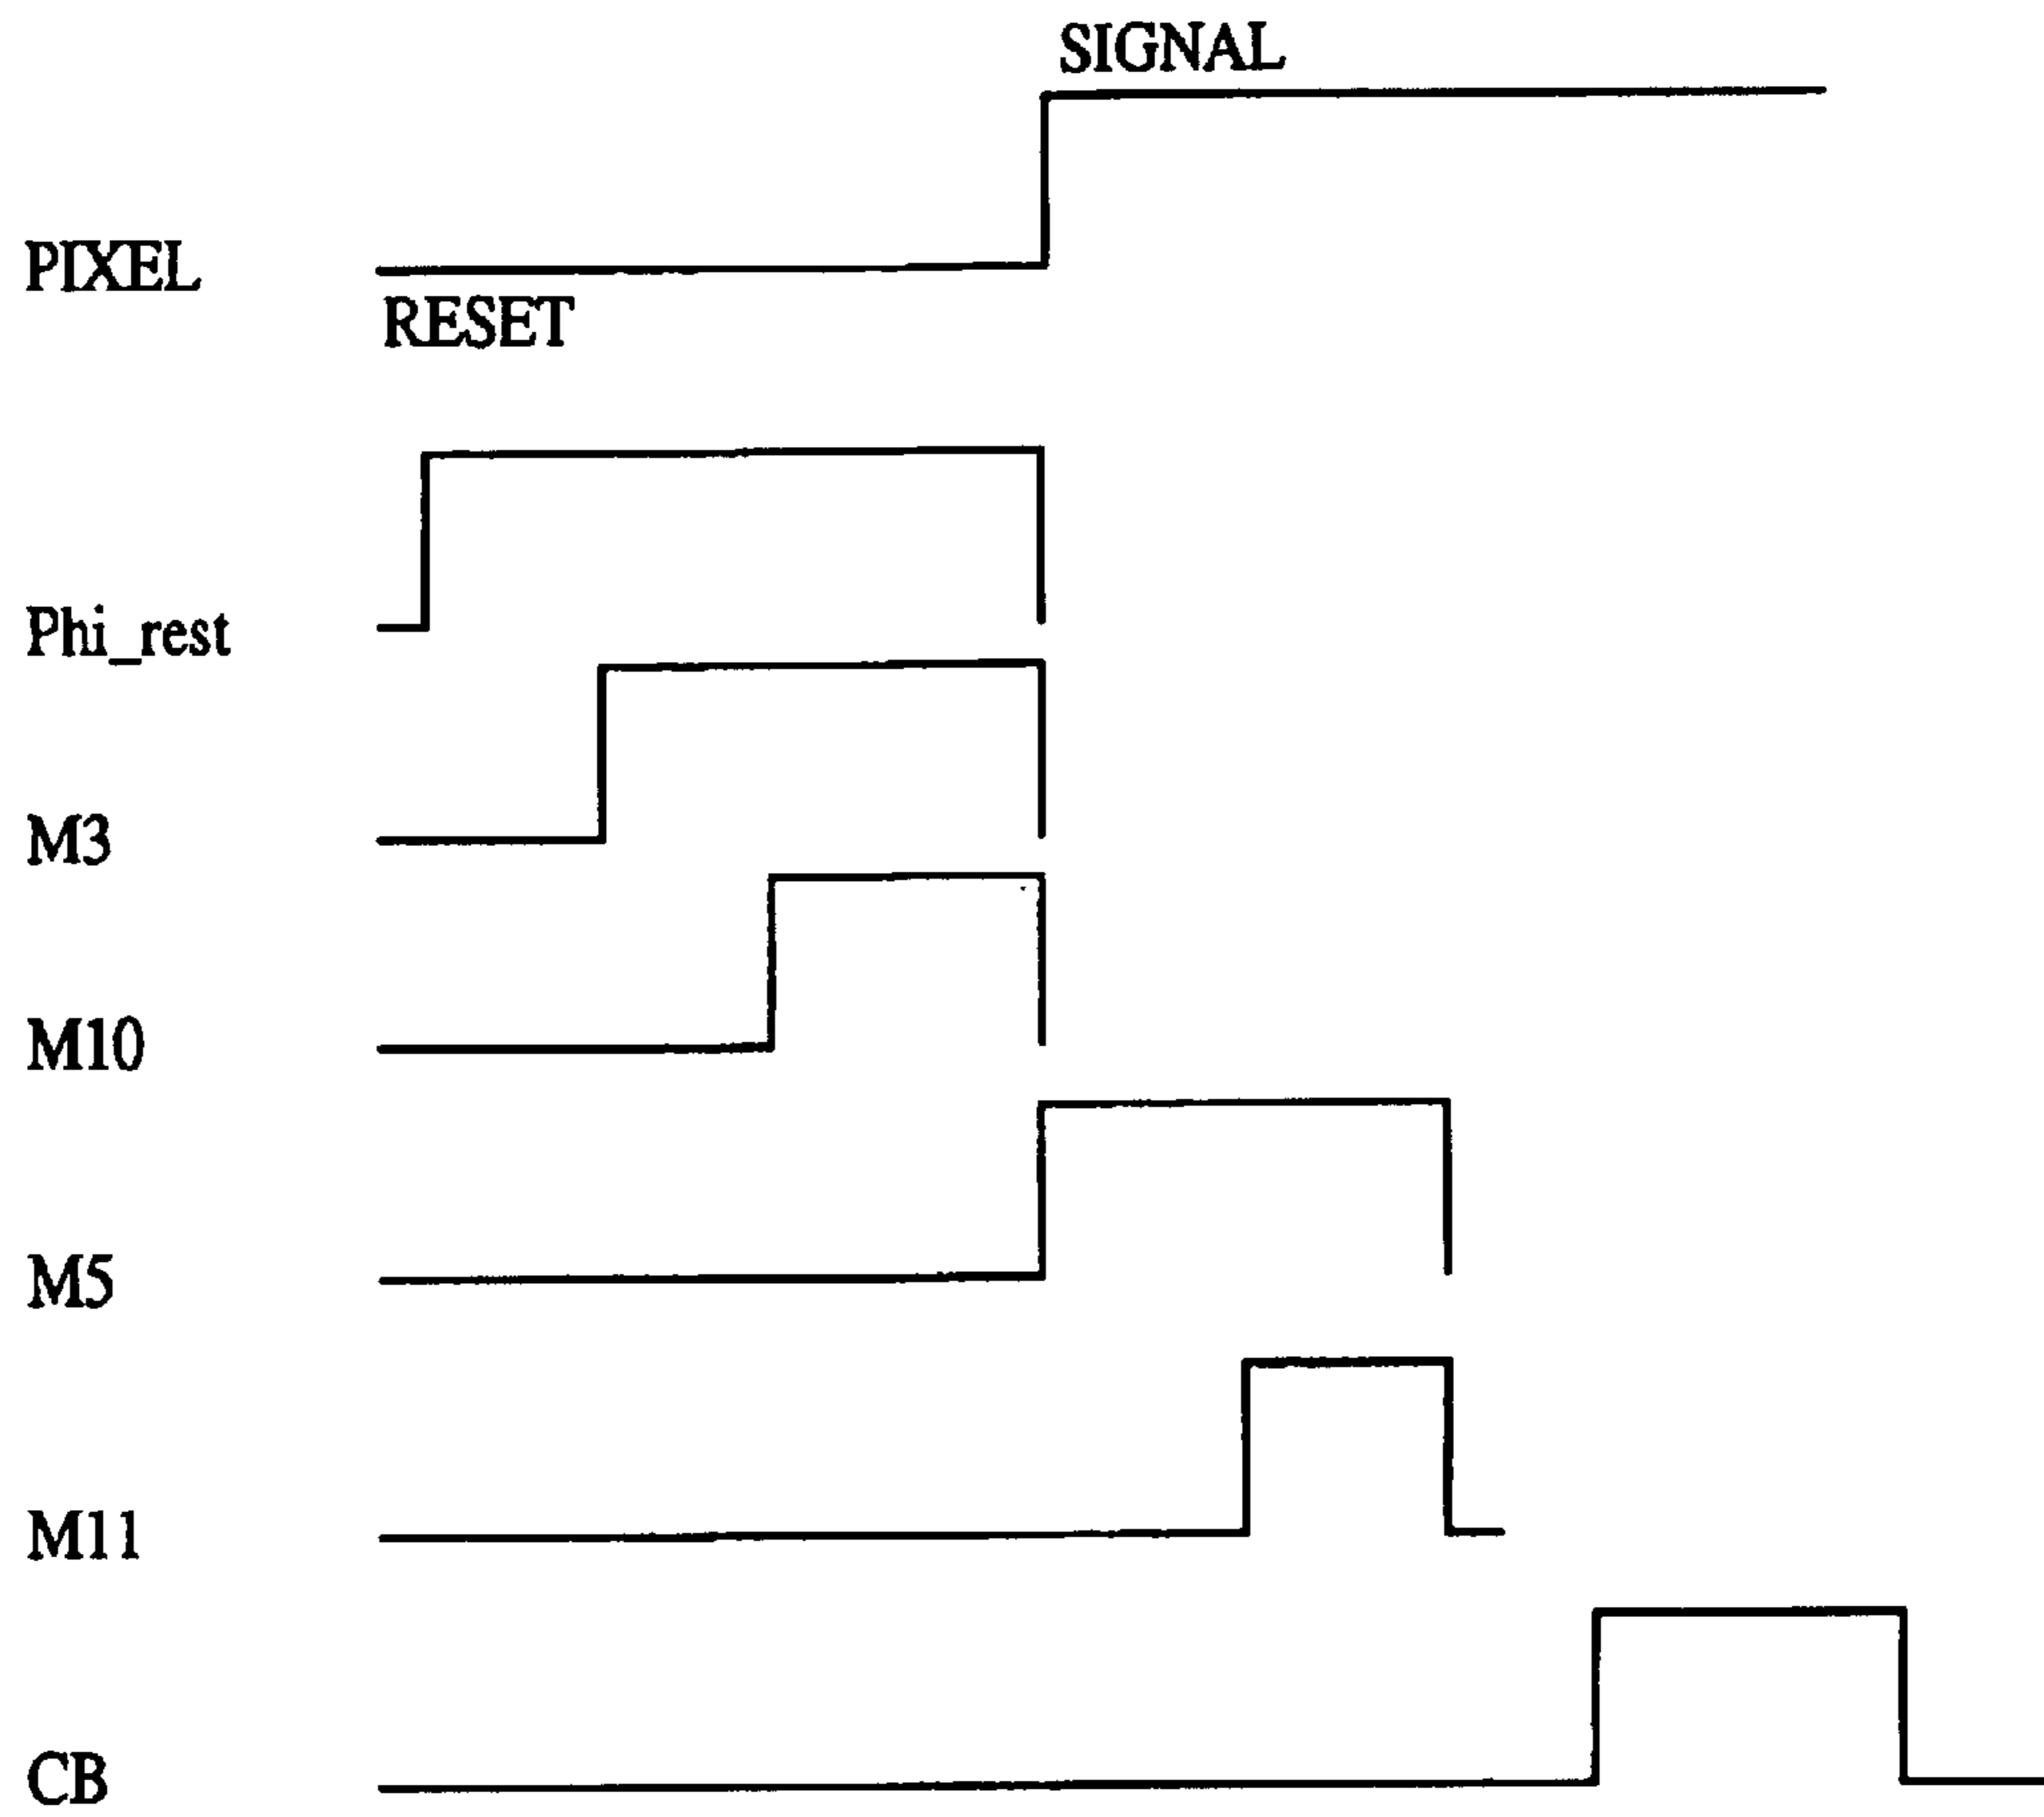 SIGNAL
PIXEL
RESET
Phi_rest
M3
M10
M5
M11
CB